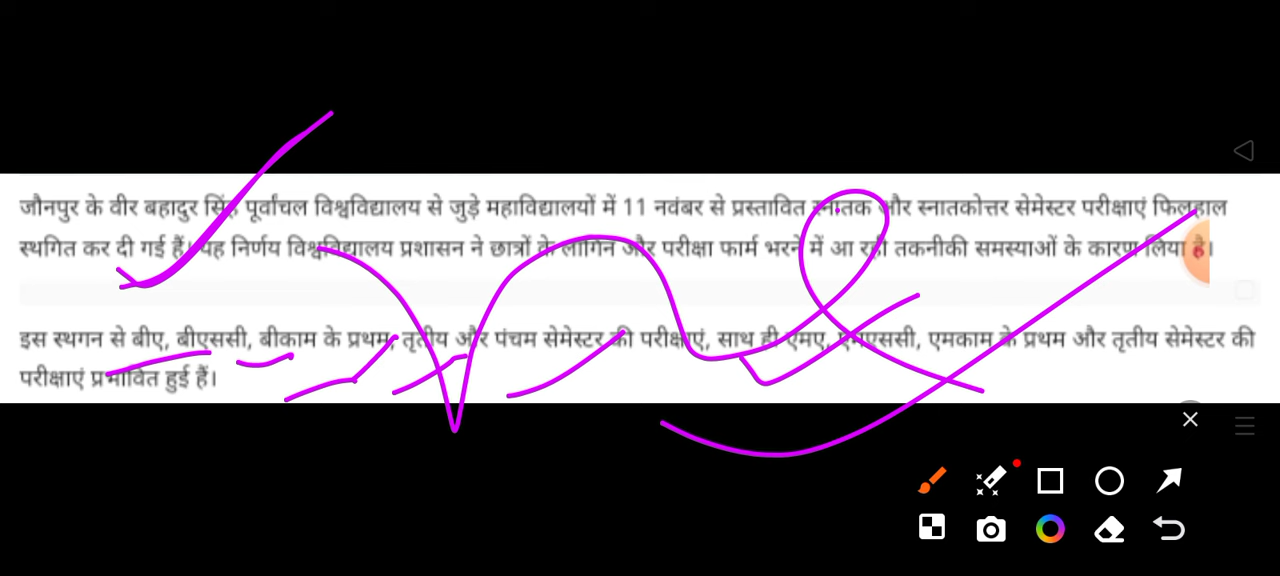 जौनपुर के वीर बहादुर सिंह पूर्वांचल विश्वविद्यालय से जुड़े महाविद्यालयों में 11 नवंबर से प्रस्तावित स्नातक और स्नातकोत्तर सेमेस्टर परीक्षाएं फिलहाल
स्थगित कर दी गई हैं। यह निर्णय विश्वविद्यालय प्रशासन ने छात्रों के लॉगिन और परीक्षा फार्म भरने में आ रही तकनीकी समस्याओं के कारण लिया है।
इस स्थगन से बीए, बीएससी, बीकाम के प्रथम, तृतीय और पंचम सेमेस्टर की परीक्षाएं, साथ ही एमए, एमएससी, एमकाम के प्रथम और तृतीय सेमेस्टर की
परीक्षाएं प्रभावित हुई हैं।